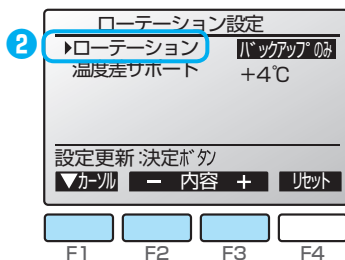 ローテーション設定
❷
▶ローテーション バックアップのみ
温度差サポート +4℃
設定更新:決定ボタン
▼カーソル − 内容 + リセット
F1 F2 F3 F4